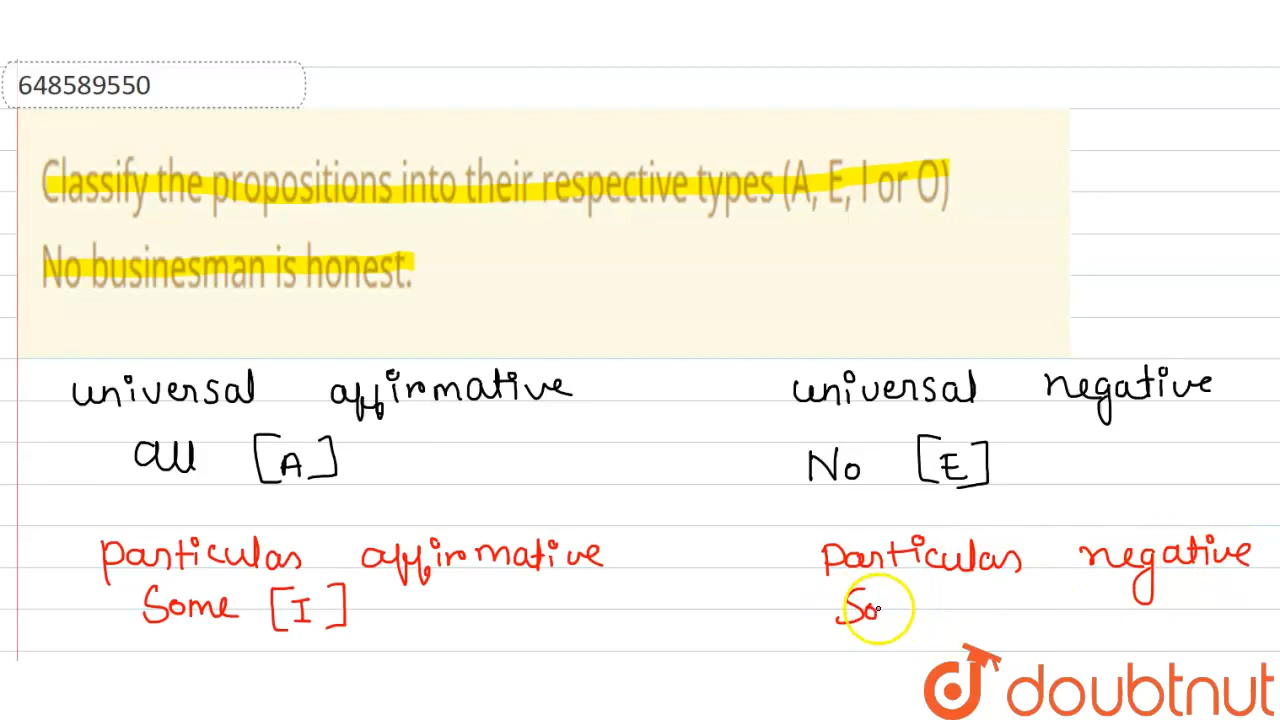 648589550
Classify the propositions into their respective types (A, E, I or O)
No businesman is honest.
universal affirmative universal negative
All [A] No [E]
particulas affirmative particulas negative
Some [I] So
doubtnut